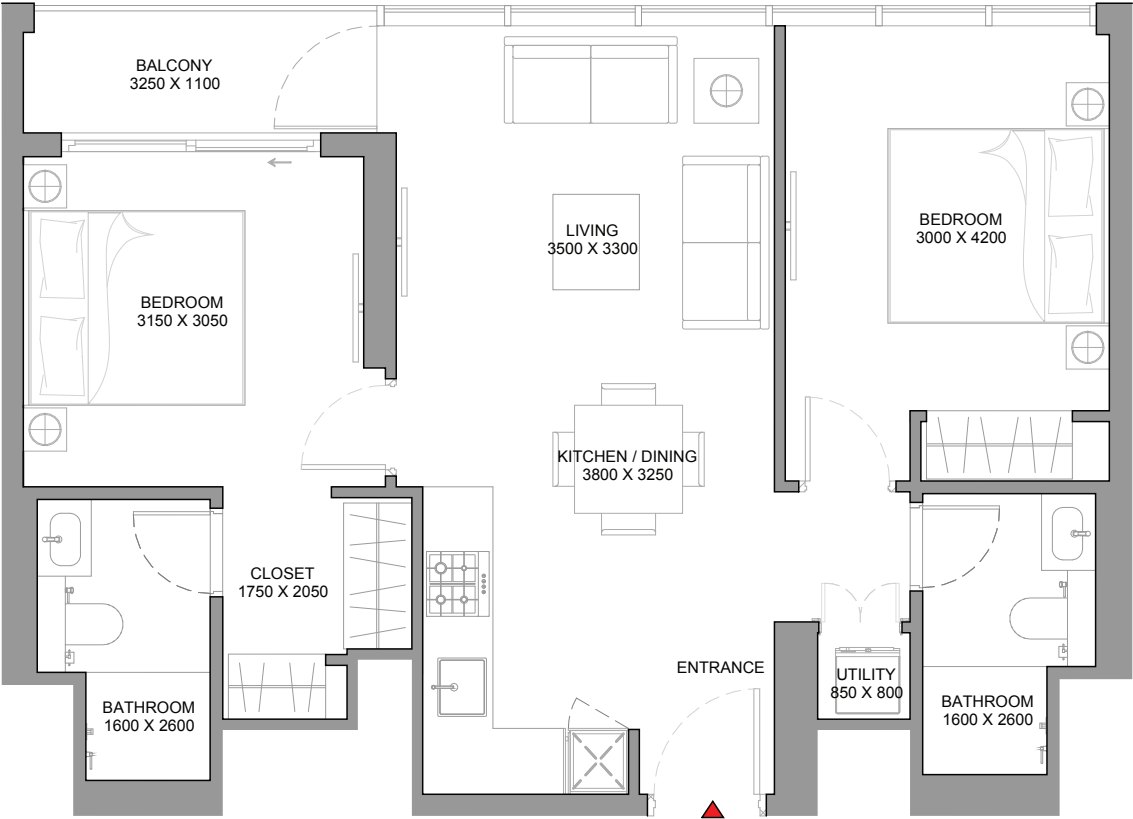 BALCONY
3250 X 1100
LIVING
3500 X 3300
BEDROOM
3000 X 4200
BEDROOM
3150 X 3050
KITCHEN / DINING
3800 X 3250
CLOSET
1750 X 2050
ENTRANCE
UTILITY
850 X 800
BATHROOM
1600 X 2600
BATHROOM
1600 X 2600